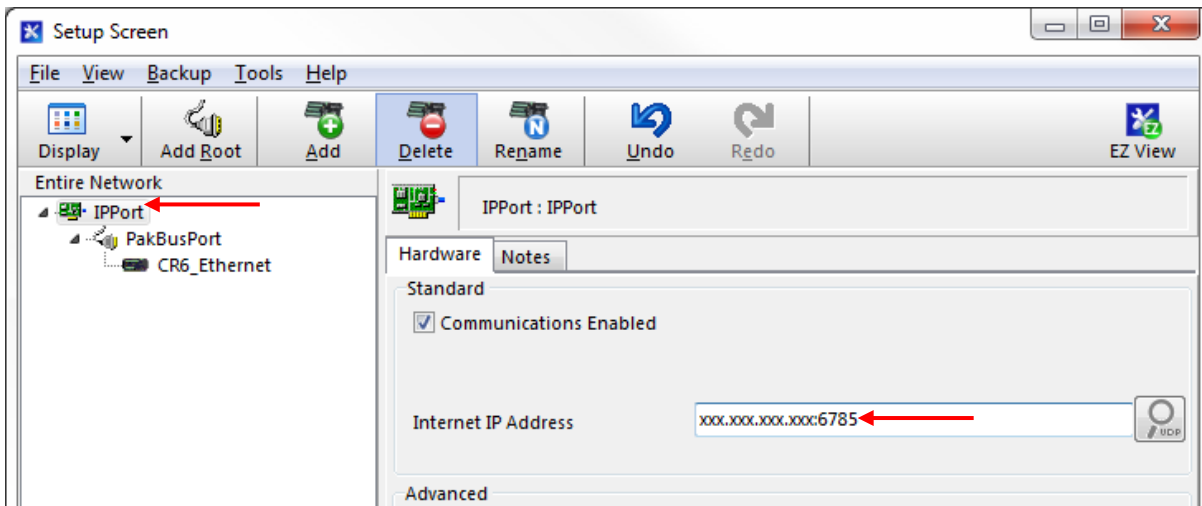 Setup Screen
File View Backup Tools Help
Display Add Root Add Delete Rename Undo Redo EZ View
Entire Network
IPPort
PakBusPort
CR6_Ethernet
IPPort : IPPort
Hardware Notes
Standard
Communications Enabled
Internet IP Address xxx.xxx.xxx.xxx:6785 UDP
Advanced